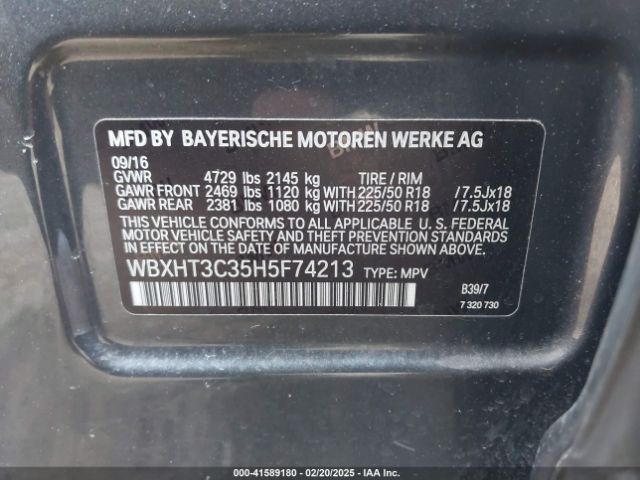 MFD BY BAYERISCHE MOTOREN WERKE AG
09/16
GVWR 4729 lbs 2145 kg TIRE / RIM
GAWR FRONT 2469 lbs 1120 kg WITH 225/50 R18 /7.5Jx18
GAWR REAR 2381 lbs 1080 kg WITH 225/50 R18 /7.5Jx18
THIS VEHICLE CONFORMS TO ALL APPLICABLE U. S. FEDERAL
MOTOR VEHICLE SAFETY AND THEFT PREVENTION STANDARDS
IN EFFECT ON THE DATE OF MANUFACTURE SHOWN ABOVE.
WBXHT3C35H5F74213 TYPE: MPV
B39/7
7 320 730
000-41589180 - 02/20/2025 - IAA Inc.